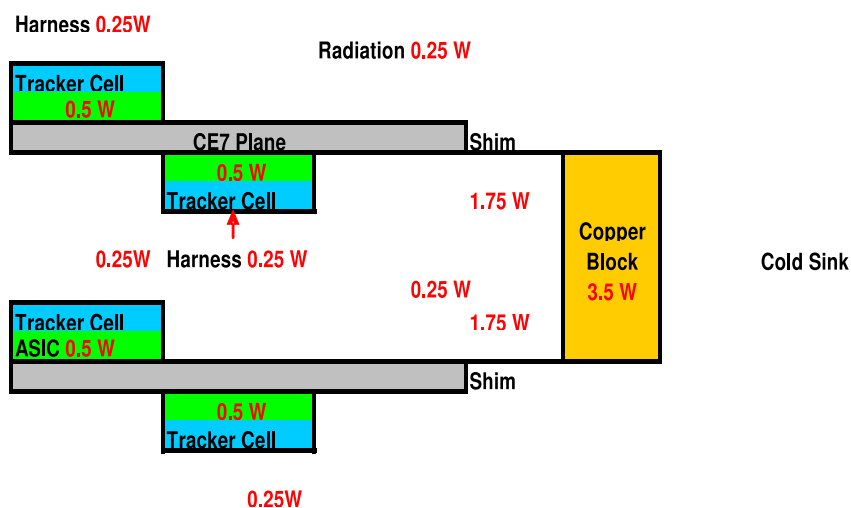 Harness 0.25W
Radiation 0.25 W
Tracker Cell
0.5 W
CE7 Plane
Shim
0.5 W
Tracker Cell
1.75 W
Copper
Block
3.5 W
Cold Sink
0.25W
Harness 0.25 W
0.25 W
1.75 W
Tracker Cell
ASIC 0.5 W
Shim
0.5 W
Tracker Cell
0.25W